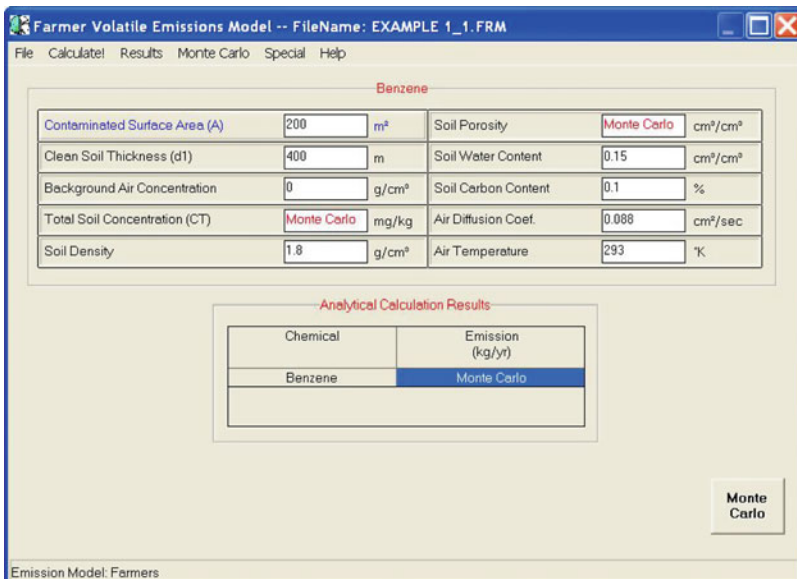 Farmer Volatile Emissions Model -- FileName: EXAMPLE 1_1.FRM
File Calculate! Results Monte Carlo Special Help
Benzene
Contaminated Surface Area (A) 200 m² Soil Porosity Monte Carlo cm³/cm³
Clean Soil Thickness (d1) 400 m Soil Water Content 0.15 cm³/cm³
Background Air Concentration 0 g/cm³ Soil Carbon Content 0.1 %
Total Soil Concentration (CT) Monte Carlo mg/kg Air Diffusion Coef. 0.088 cm²/sec
Soil Density 1.8 g/cm³ Air Temperature 293 °K
Analytical Calculation Results
Chemical Emission
(kg/yr)
Benzene Monte Carlo
Monte
Carlo
Emission Model: Farmers